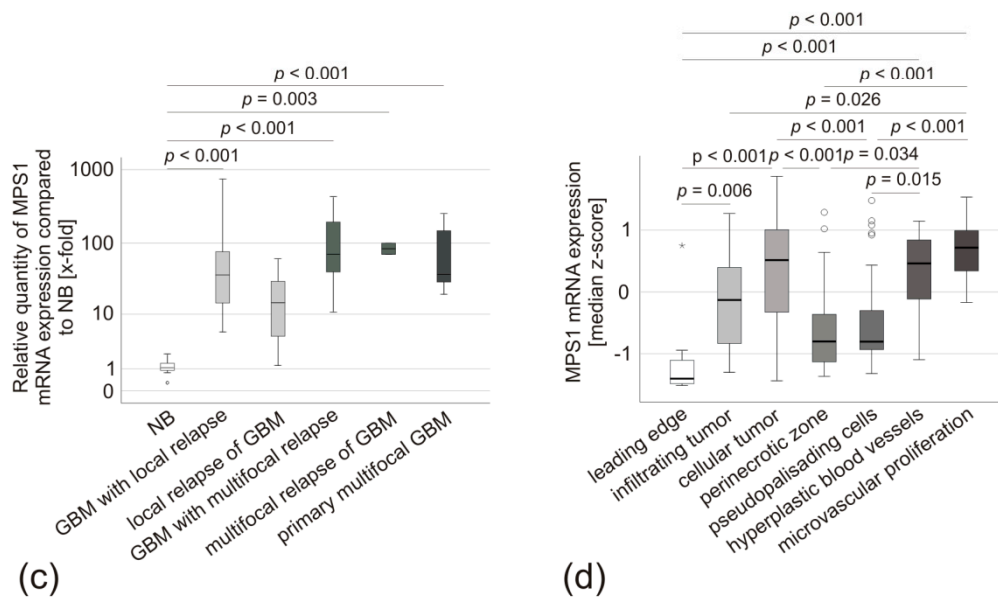 p < 0.001
p = 0.003
p < 0.001
p < 0.001
Relative quantity of MPS1
mRNA expression compared
to NB [x-fold]
1000
100
10
1
0
NB
GBM with local relapse
local relapse of GBM
GBM with multifocal relapse
multifocal relapse of GBM
primary multifocal GBM
(c)
p < 0.001
p < 0.001
p < 0.001
p = 0.026
p < 0.001
p < 0.001
p < 0.001
p < 0.001
p = 0.034
p = 0.006
p = 0.015
MPS1 mRNA expression
[median z-score]
1
0
-1
leading edge
infiltrating tumor
cellular tumor
perinecrotic zone
pseudopalisading cells
hyperplastic blood vessels
microvascular proliferation
(d)